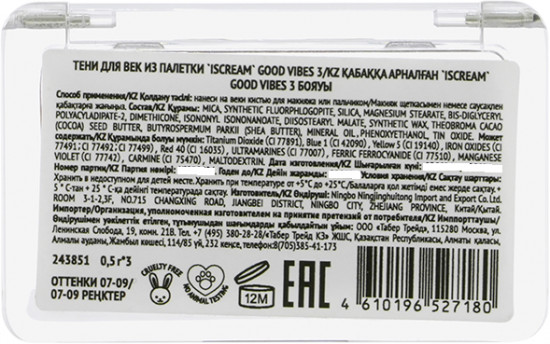 ТЕНИ ДЛЯ ВЕК ИЗ ПАЛЕТКИ `ISCREAM` GOOD VIBES 3/KZ ҚАБАҚҚА АРНАЛҒАН `ISCREAM`
GOOD VIBES 3 БОЯУЫ
Способ применения/KZ Қолдану тәсілі: нанеси на веки кистью для макияжа или пальчиком/Макияж щеткасымен немесе саусақпен
қабақтарға жағыңыз. Состав/KZ Құрамы: MICA, SYNTHETIC FLUORPHLOGOPITE, SILICA, MAGNESIUM STEARATE, BIS-DIGLYCERYL
POLYACYLADIPATE-2, DIMETHICONE, ISONONYL ISONONANOATE, DIISOSTEARYL MALATE, SYNTHETIC WAX, THEOBROMA CACAO
(COCOA) SEED BUTTER, BUTYROSPERMUM PARKII (SHEA BUTTER), MINERAL OIL, PHENOXYETHANOL, TIN OXIDE. Может
содержать/KZ Құрамында болуы мүмкін: Titanium Dioxide (CI 77891), Blue 1 (CI 42090), Yellow 5 (CI 19140), IRON OXIDES (CI
77491; CI 77492; CI 77499), Red 40 (CI 16035), ULTRAMARINES (CI 77007), FERRIC FERROCYANIDE (CI 77510), MANGANESE
VIOLET (CI 77742), CARMINE (CI 75470), MALTODEXTRIN. Дата изготовления/KZ Шығарылған күні:
Номер партии/KZ Партия нөмірі: Годен до/KZ Дейін жарамды: Условия хранения/KZ Сақтау шарттары:
Хранить в недоступном для детей месте. Хранить при температуре от +5°C до +25°C/Балаларға қол жетпейтін жерде сақтау. +
5 °C-тан + 25 °C-қа дейінгі температурада сақтау. Изготовитель/KZ Өндіруші: Ningbo Ningjinghuitong Import and Export Co.Ltd.
ROOM 3-1-2,3F, NO.715 CHANGXING ROAD, JIANGBEI DISTRICT, NINGBO CITY, ZHEJIANG PROVINCE, Китай/Қытай.
Импортер/Организация, уполномоченная изготовителем на принятие претензий от потребителя/KZ Импорттаушы/
Өндірушімен уәкілеттік етілген, тұтынушыдан шағымдарды қабылдайтын ұйым: ООО «Табер Трейд», 115280, Москва, ул.
Ленинская Слобода, 19, ком. 21E. Тел. +7 (495) 380-28-28/«Табер Трейд ҚЗ» ЖШС, Қазақстан Республикасы, Алматы қаласы,
Алмалы ауданы, Жамбыл көшесі, 114/85 үй, 050000. Байланыс телефоны: 8(705)385-41-173
243851 0,5 г*3
ОТТЕНКИ 07-09/
07-09 РЕҢКТЕР
CRUELTY FREE
NO ANIMAL TESTING
12M
EAC
4 610196 527180